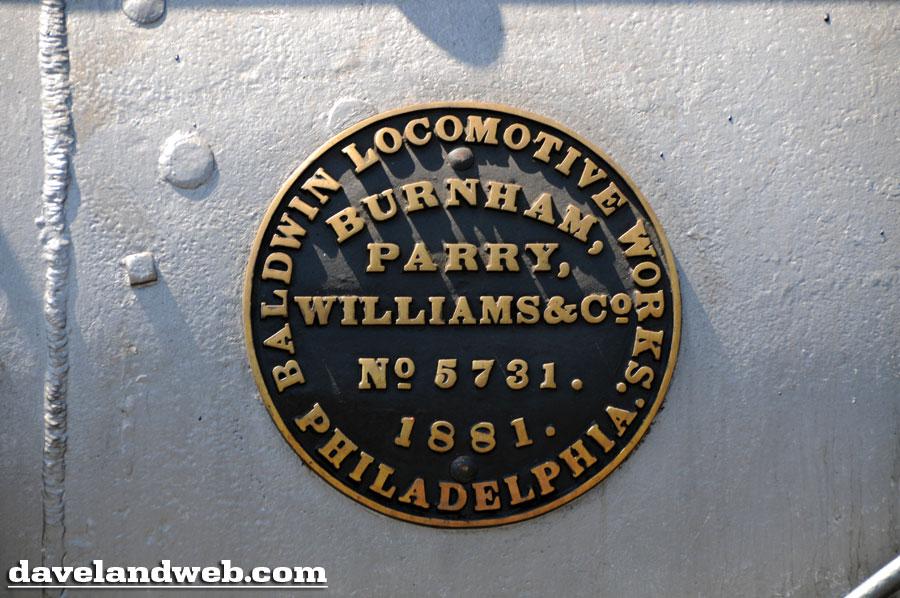 BALDWIN LOCOMOTIVE WORKS.
BURNHAM,
PARRY,
WILLIAMS & Cº
Nº 5731.
1881.
PHILADELPHIA.
davelandweb.com